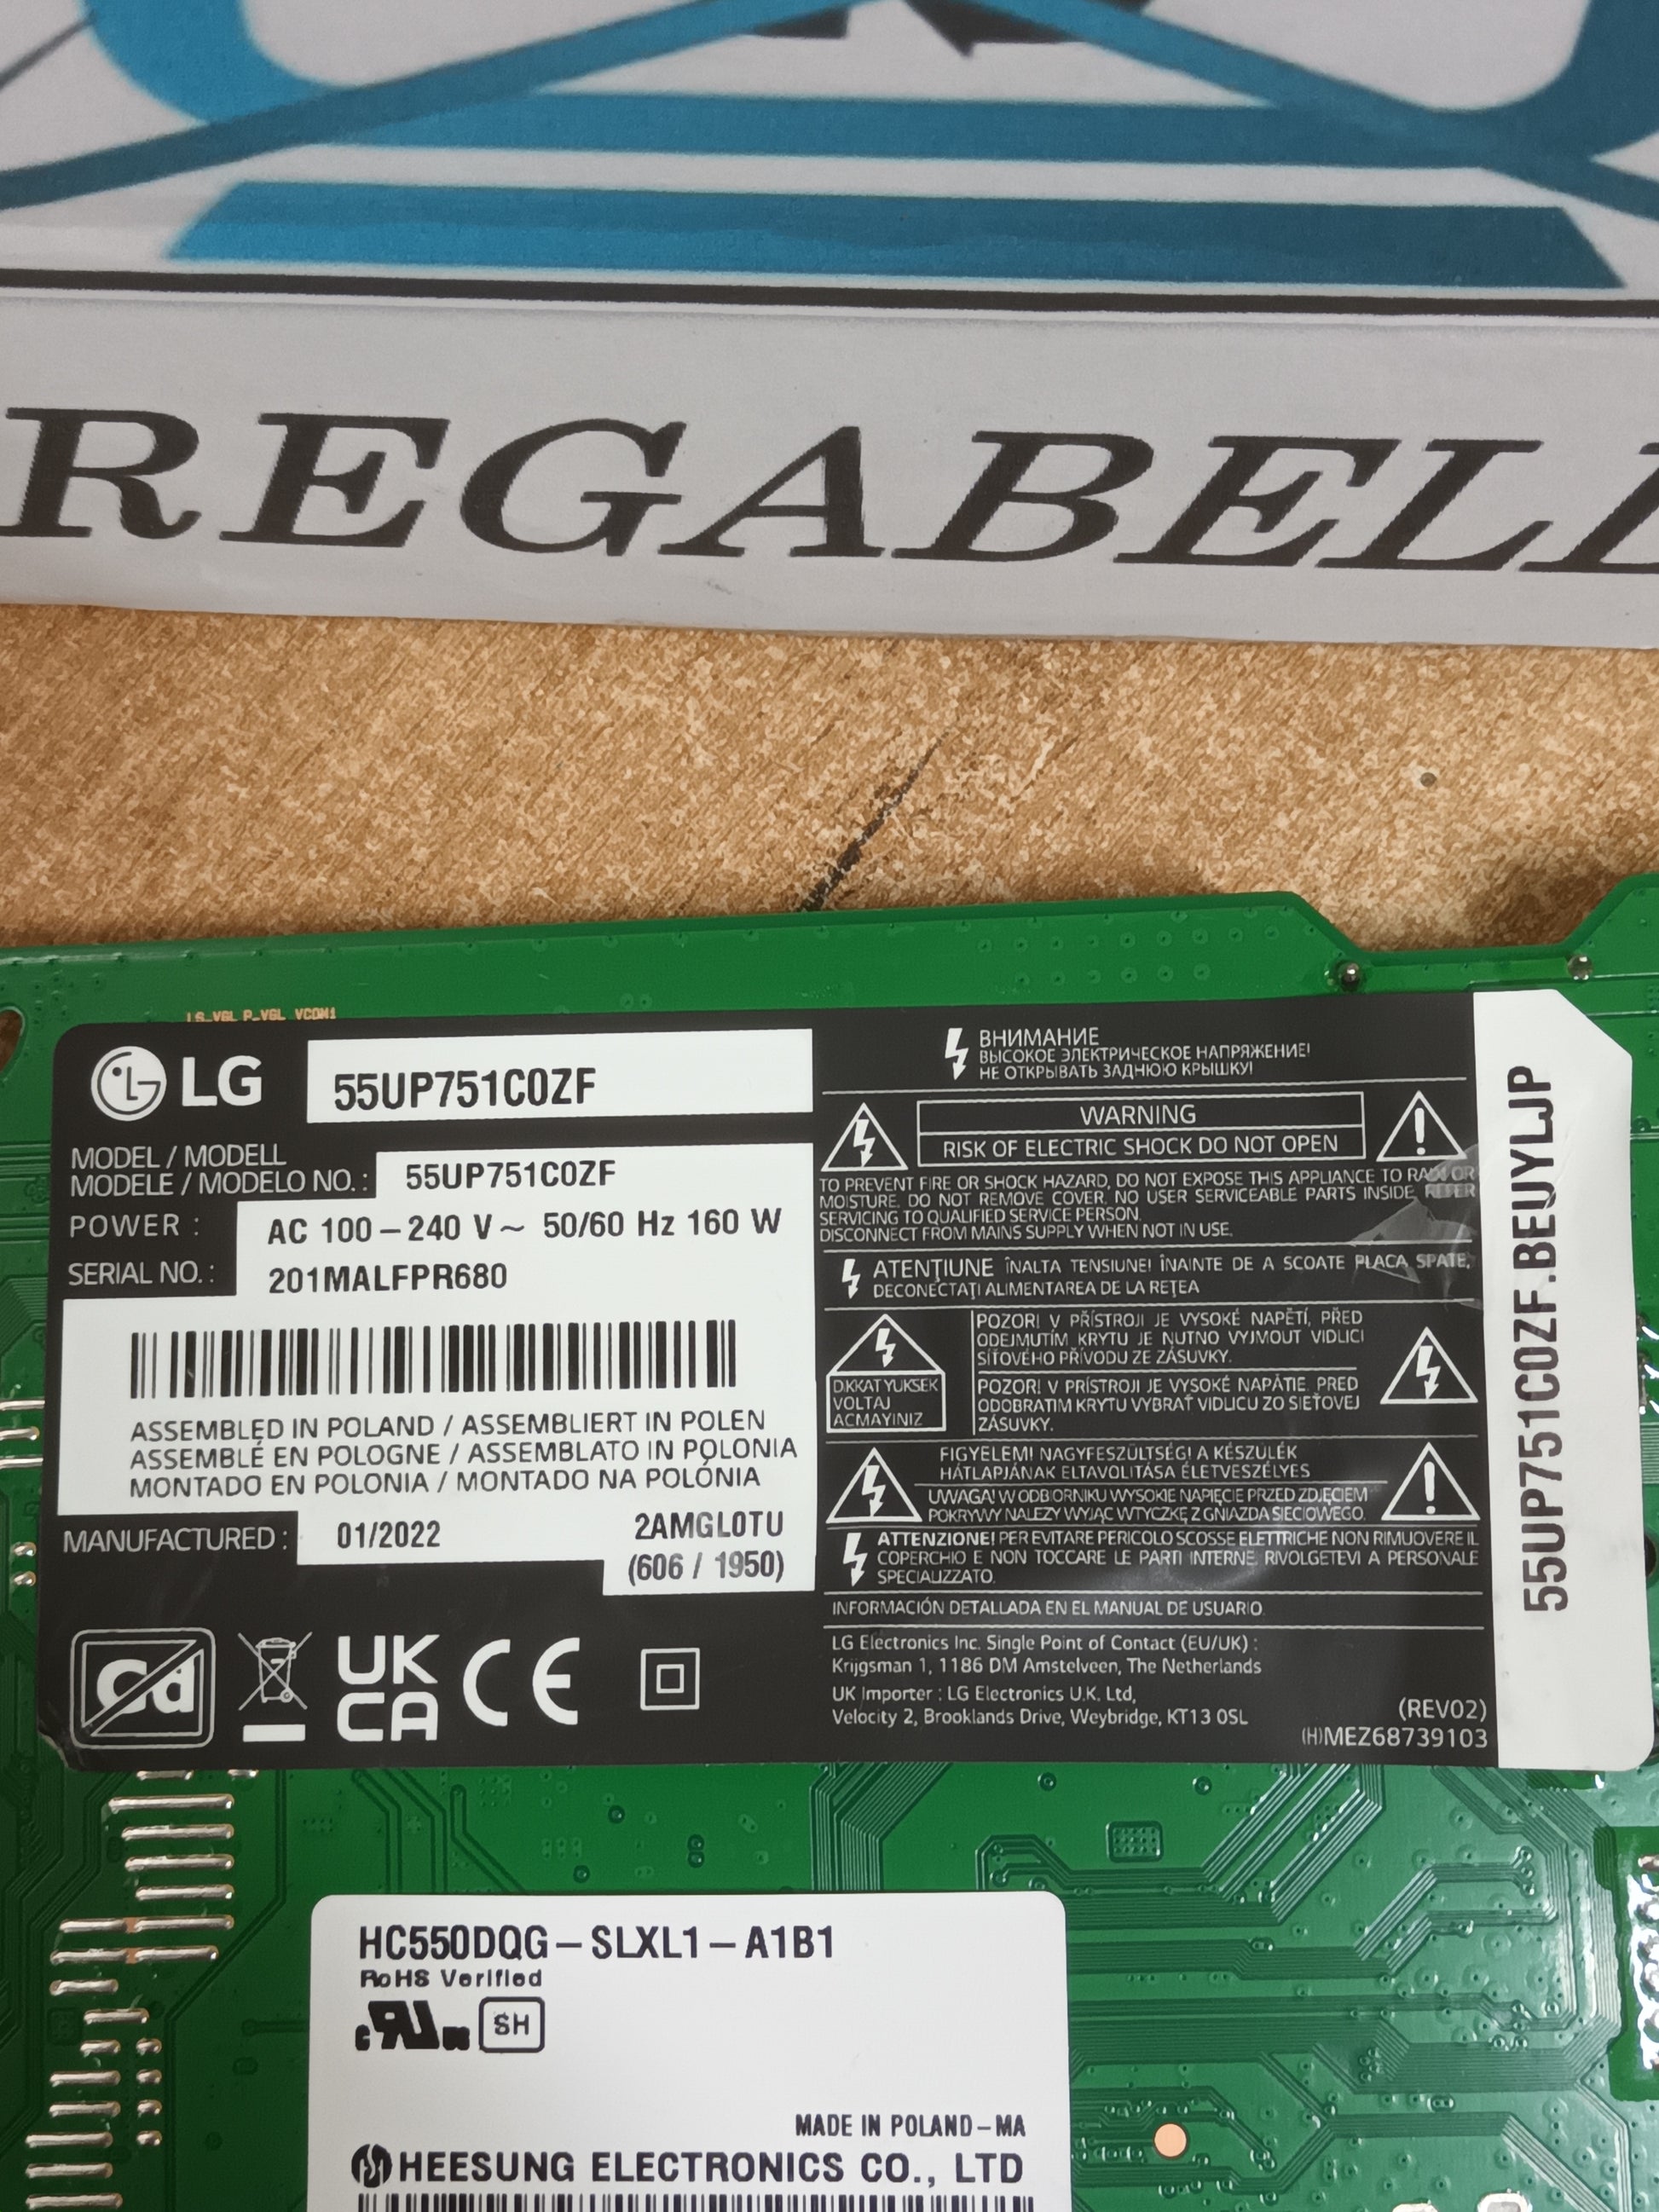 REGABELL
LS_VGL P_VGL VCOM1
LG
55UP751C0ZF
MODEL / MODELL
MODELE / MODELO NO. :
55UP751C0ZF
POWER :
AC 100 – 240 V ~ 50/60 Hz 160 W
SERIAL NO. :
201MALFPR680
ASSEMBLED IN POLAND / ASSEMBLIERT IN POLEN
ASSEMBLÉ EN POLOGNE / ASSEMBLATO IN POLONIA
MONTADO EN POLONIA / MONTADO NA POLÓNIA
MANUFACTURED :
01/2022
2AMGL0TU
(606 / 1950)
Cd
UK
CA
CE
ВНИМАНИЕ
ВЫСОКОЕ ЭЛЕКТРИЧЕСКОЕ НАПРЯЖЕНИЕ!
НЕ ОТКРЫВАТЬ ЗАДНЮЮ КРЫШКУ!
WARNING
RISK OF ELECTRIC SHOCK DO NOT OPEN
TO PREVENT FIRE OR SHOCK HAZARD, DO NOT EXPOSE THIS APPLIANCE TO RAIN OR
MOISTURE. DO NOT REMOVE COVER. NO USER SERVICEABLE PARTS INSIDE. REFER
SERVICING TO QUALIFIED SERVICE PERSON.
DISCONNECT FROM MAINS SUPPLY WHEN NOT IN USE.
ATENŢIUNE ÎNALTA TENSIUNE! ÎNAINTE DE A SCOATE PLACA SPATE,
DECONECTAŢI ALIMENTAREA DE LA REŢEA
DIKKAT YUKSEK
VOLTAJ
ACMAYINIZ
POZOR! V PŘÍSTROJI JE VYSOKÉ NAPĚTÍ, PŘED
ODEJMUTÍM KRYTU JE NUTNO VYJMOUT VIDLICI
SÍŤOVÉHO PŘÍVODU ZE ZÁSUVKY.
POZOR! V PRÍSTROJI JE VYSOKÉ NAPÄTIE. PRED
ODOBRATIM KRYTU VYBRAŤ VIDLICU ZO SIEŤOVEJ
ZÁSUVKY.
FIGYELEM! NAGYFESZÜLTSÉG! A KÉSZÜLÉK
HÁTLAPJÁNAK ELTAVOLITÁSA ÉLETVESZÉLYES
UWAGA! W ODBIORNIKU WYSOKIE NAPIĘCIE PRZED ZDJĘCIEM
POKRYWY NALEZY WYJĄC WTYCZKĘ Z GNIAZDA SIECIOWEGO.
ATTENZIONE! PER EVITARE PERICOLO SCOSSE ELETTRICHE NON RIMUOVERE IL
COPERCHIO E NON TOCCARE LE PARTI INTERNE. RIVOLGETEVI A PERSONALE
SPECIALIZZATO.
INFORMACIÓN DETALLADA EN EL MANUAL DE USUARIO.
LG Electronics Inc. Single Point of Contact (EU/UK) :
Krijgsman 1, 1186 DM Amstelveen, The Netherlands
UK Importer : LG Electronics U.K. Ltd,
Velocity 2, Brooklands Drive, Weybridge, KT13 0SL
(REV02)
(H)MEZ68739103
55UP751C0ZF.BEUYLJP
HC550DQG – SLXL1 – A1B1
RoHS Verified
SH
MADE IN POLAND – MA
HEESUNG ELECTRONICS CO., LTD